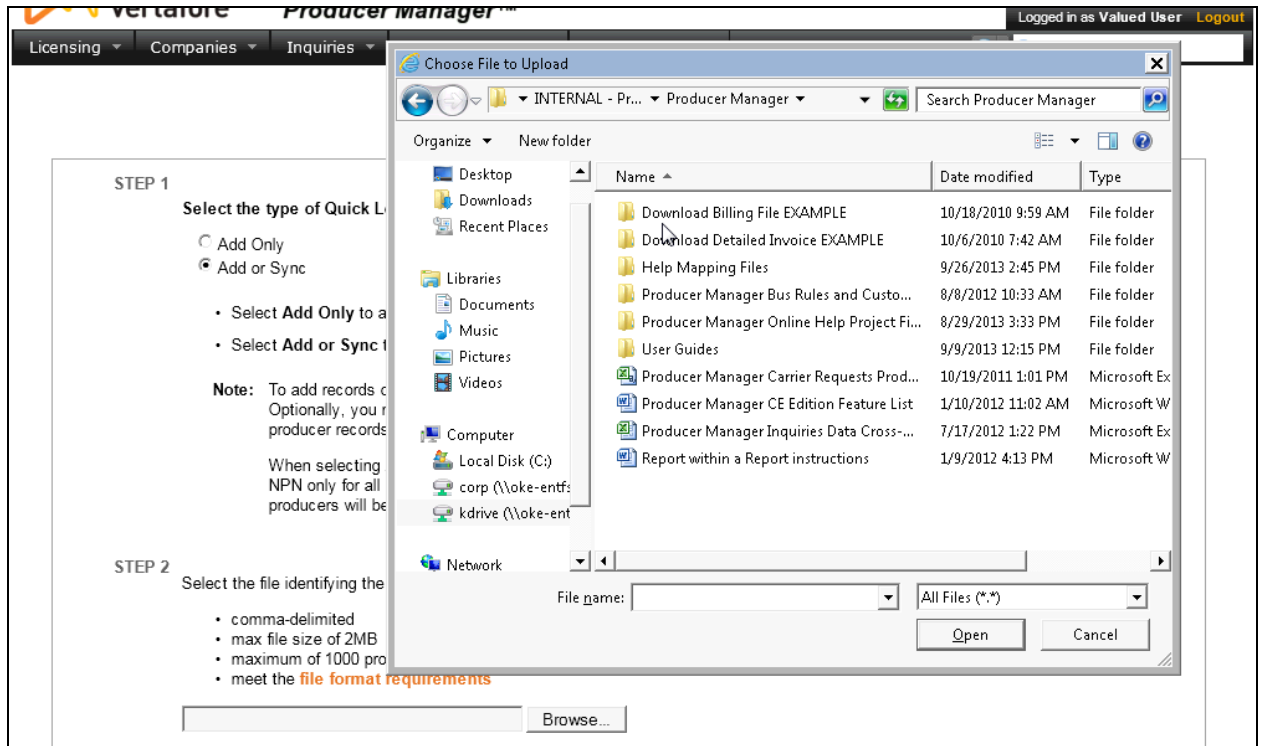 Vertafore Producer Manager™
Logged in as Valued User Logout
Licensing Companies Inquiries
Choose File to Upload
INTERNAL - Pr... Producer Manager
Search Producer Manager
Organize New folder
Desktop
Downloads
Recent Places
Libraries
Documents
Music
Pictures
Videos
Computer
Local Disk (C:)
corp (\\oke-entfs
kdrive (\\oke-ent
Network
Name Date modified Type
Download Billing File EXAMPLE 10/18/2010 9:59 AM File folder
Download Detailed Invoice EXAMPLE 10/6/2010 7:42 AM File folder
Help Mapping Files 9/26/2013 2:45 PM File folder
Producer Manager Bus Rules and Custo... 8/8/2012 10:33 AM File folder
Producer Manager Online Help Project Fi... 8/29/2013 3:33 PM File folder
User Guides 9/9/2013 12:15 PM File folder
Producer Manager Carrier Requests Prod... 10/19/2011 1:01 PM Microsoft Ex
Producer Manager CE Edition Feature List 1/10/2012 11:02 AM Microsoft W
Producer Manager Inquiries Data Cross-... 7/17/2012 1:22 PM Microsoft Ex
Report within a Report instructions 1/9/2012 4:13 PM Microsoft W
File name:
All Files (*.*)
Open Cancel
STEP 1
Select the type of Quick L
Add Only
Add or Sync
• Select Add Only to a
• Select Add or Sync t
Note: To add records
Optionally, you
producer records
When selecting
NPN only for all
producers will be
STEP 2
Select the file identifying the
• comma-delimited
• max file size of 2MB
• maximum of 1000 pro
• meet the file format requirements
Browse...